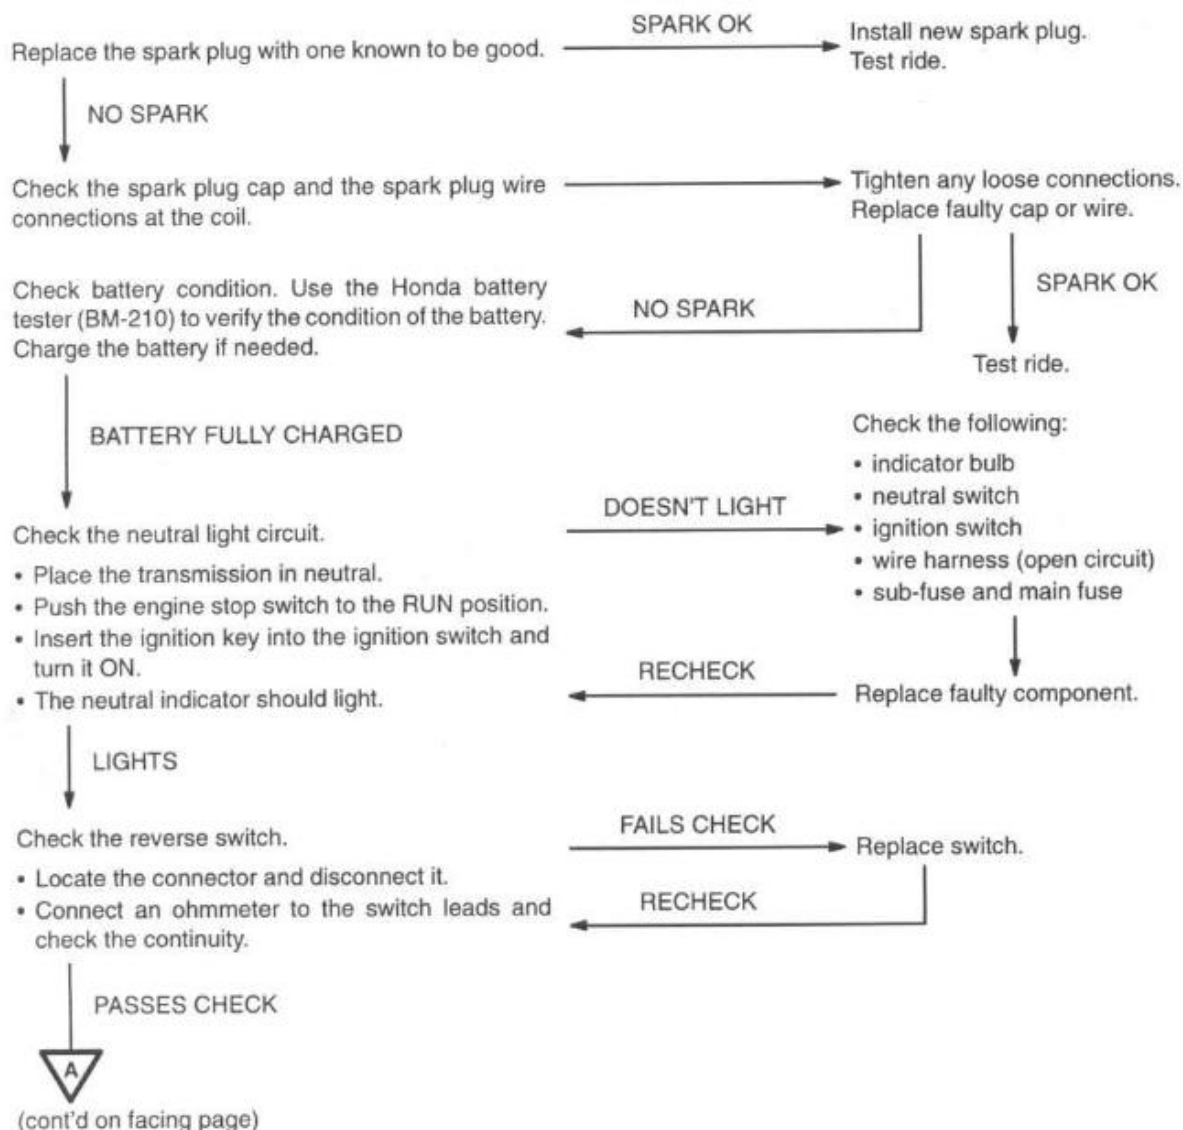 Replace the spark plug with one known to be good.
SPARK OK
Install new spark plug.
Test ride.
NO SPARK
Check the spark plug cap and the spark plug wire
connections at the coil.
Tighten any loose connections.
Replace faulty cap or wire.
SPARK OK
Test ride.
NO SPARK
Check battery condition. Use the Honda battery
tester (BM-210) to verify the condition of the battery.
Charge the battery if needed.
BATTERY FULLY CHARGED
Check the neutral light circuit.
• Place the transmission in neutral.
• Push the engine stop switch to the RUN position.
• Insert the ignition key into the ignition switch and
turn it ON.
• The neutral indicator should light.
DOESN'T LIGHT
Check the following:
• indicator bulb
• neutral switch
• ignition switch
• wire harness (open circuit)
• sub-fuse and main fuse
Replace faulty component.
RECHECK
LIGHTS
Check the reverse switch.
• Locate the connector and disconnect it.
• Connect an ohmmeter to the switch leads and
check the continuity.
FAILS CHECK
Replace switch.
RECHECK
PASSES CHECK
A
(cont'd on facing page)